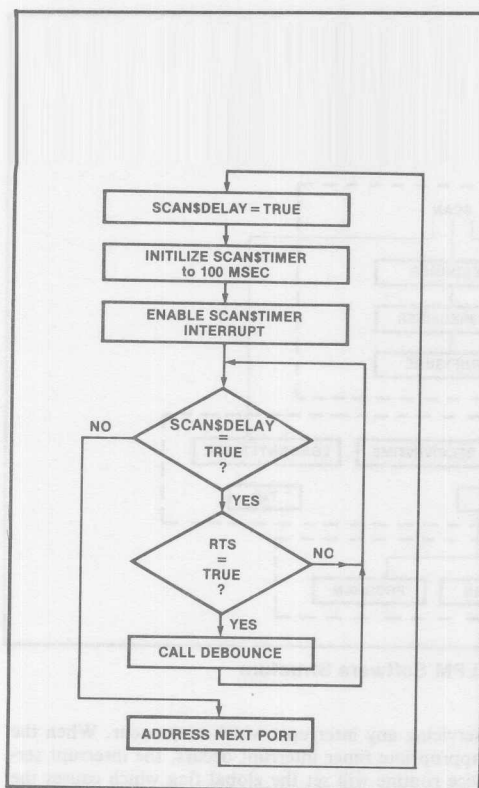 SCAN$DELAY = TRUE
INITILIZE SCAN$TIMER
to 100 MSEC
ENABLE SCAN$TIMER
INTERRUPT
NO
SCAN$DELAY
=
TRUE
?
YES
RTS
=
TRUE
?
NO
YES
CALL DEBOUNCE
ADDRESS NEXT PORT